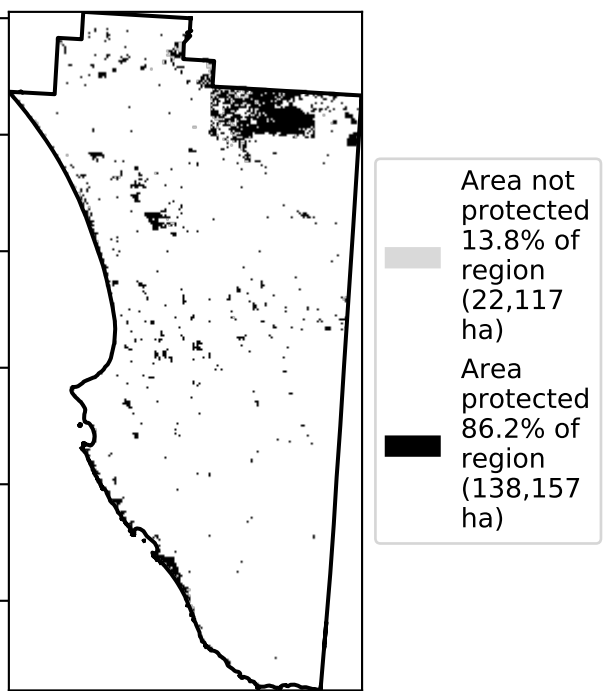 Area not
protected
13.8% of
region
(22,117
ha)
Area
protected
86.2% of
region
(138,157
ha)